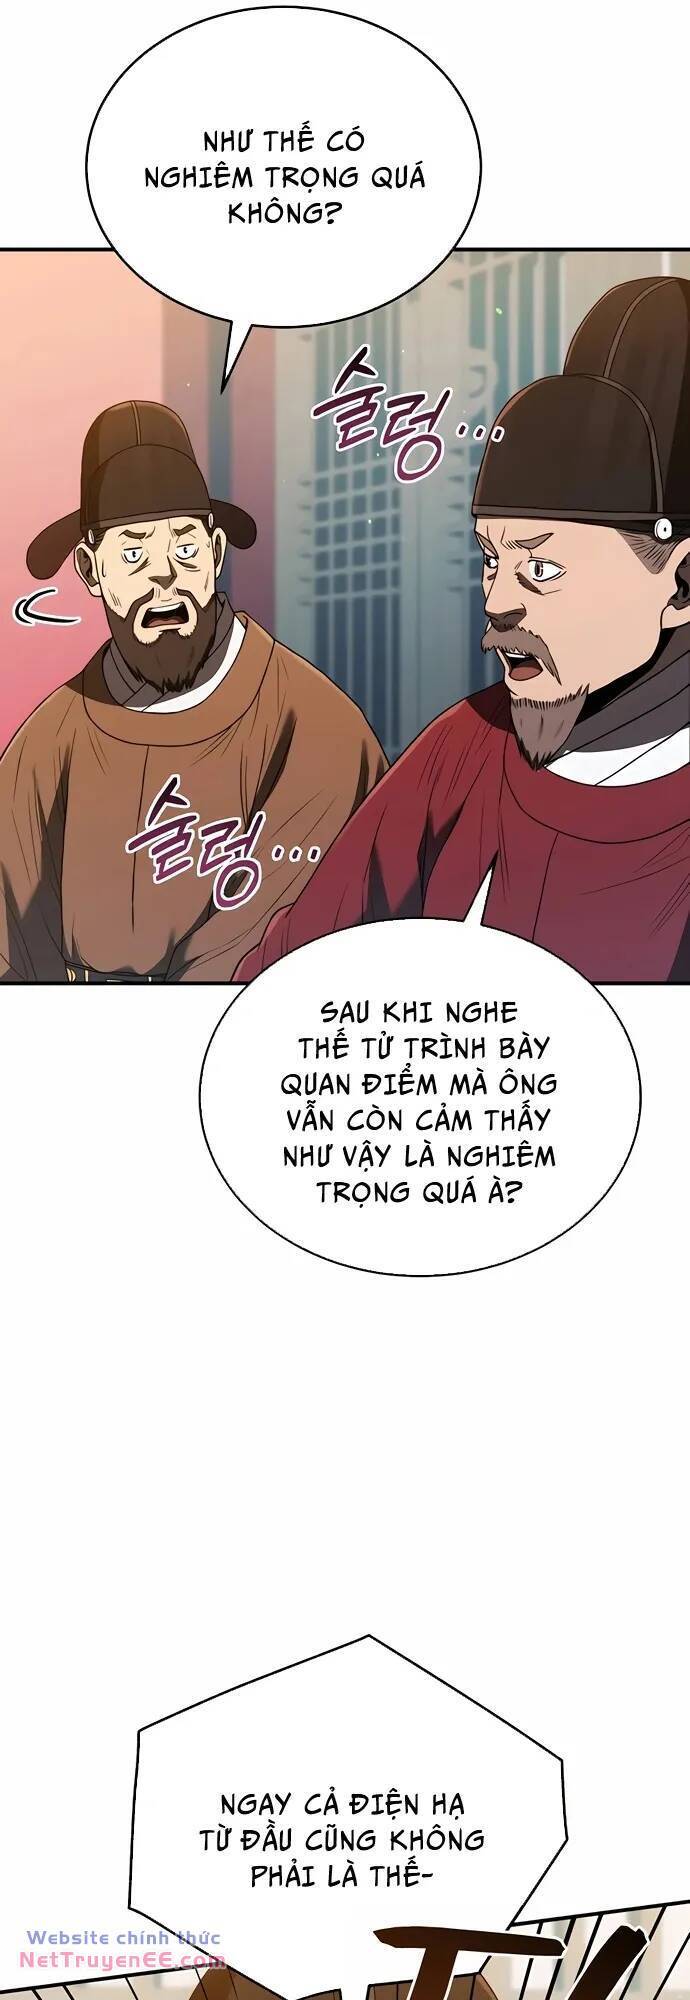 NHƯ THẾ CÓ
NGHIÊM TRỌNG QUÁ
KHÔNG?
술렁...
술렁...
SAU KHI NGHE
THẾ TỬ TRÌNH BÀY
QUAN ĐIỂM MÀ ÔNG
VẪN CÒN CẢM THẤY
NHƯ VẬY LÀ NGHIÊM
TRỌNG QUÁ À?
NGAY CẢ ĐIỆN HẠ
TỪ ĐẦU CŨNG KHÔNG
PHẢI LÀ THẾ-
Website chính thức
NetTruyenEE.com